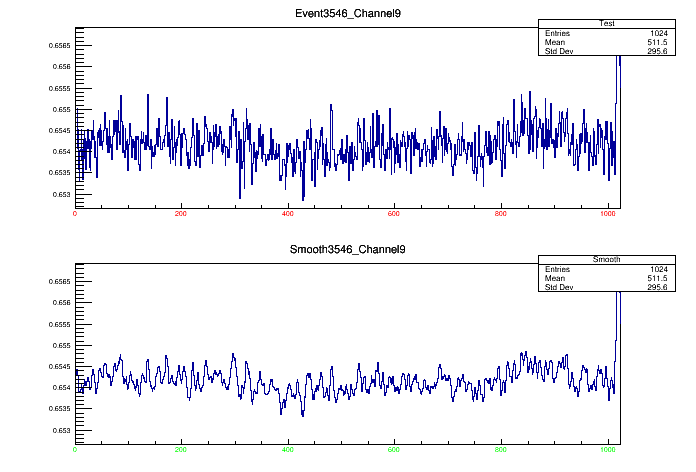 Event3546_Channel9
Test
Entries 1024
Mean 511.5
Std Dev 295.6
0.6565
0.656
0.6555
0.655
0.6545
0.654
0.6535
0.653
0 200 400 600 800 1000
Smooth3546_Channel9
Smooth
Entries 1024
Mean 511.5
Std Dev 295.6
0.6565
0.656
0.6555
0.655
0.6545
0.654
0.6535
0.653
0 200 400 600 800 1000